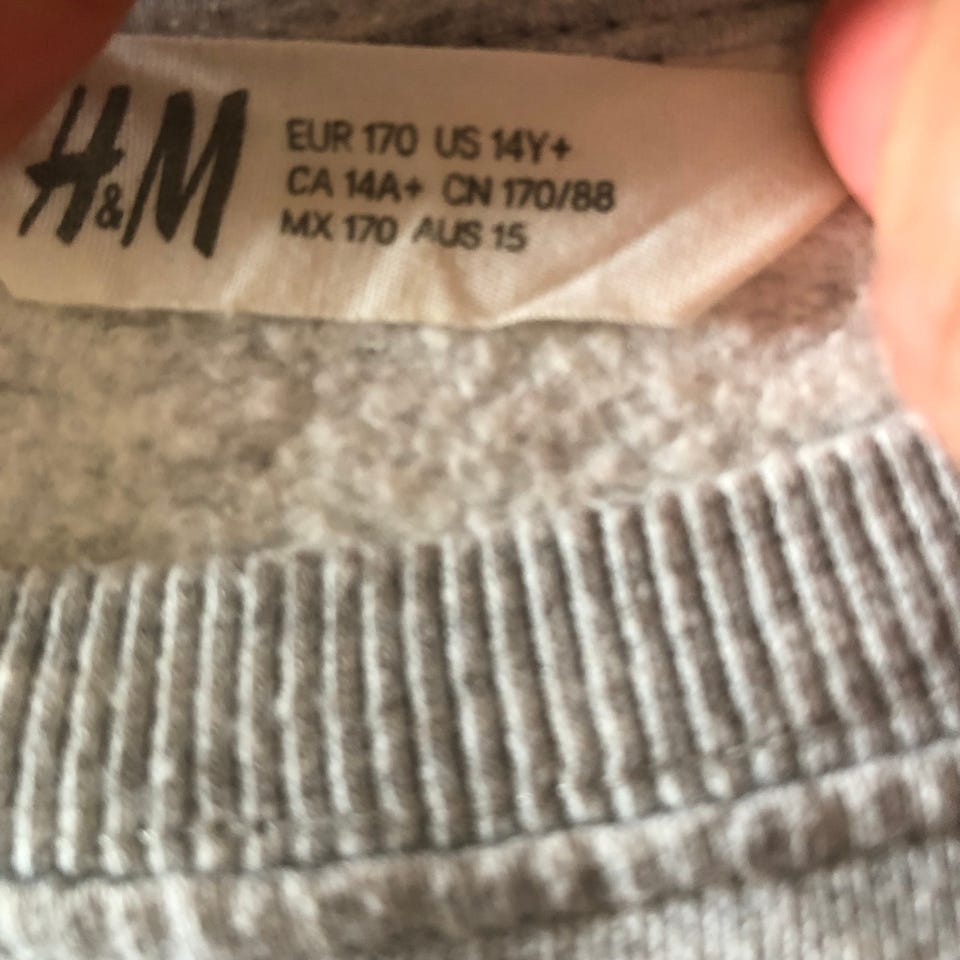 H&M
EUR 170 US 14Y+
CA 14A+ CN 170/88
MX 170 AUS 15